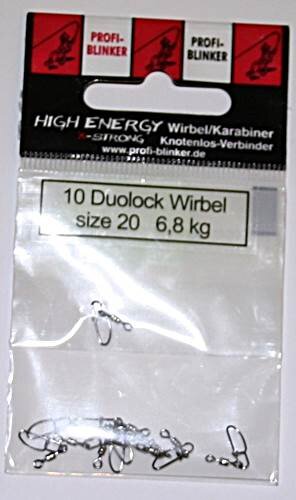 PROFI-BLINKER PROFI-BLINKER
HIGH ENERGY Wirbel/Karabiner
X-STRONG Knotenlos-Verbinder
www.profi-blinker.de
10 Duolock Wirbel
size 20 6,8 kg